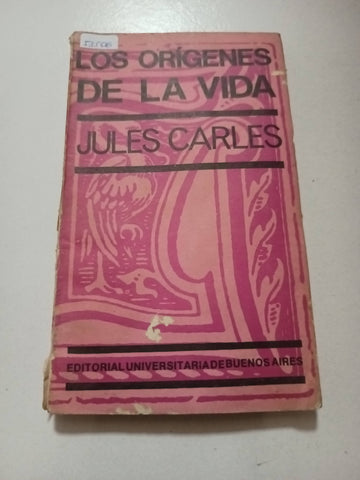 LOS ORÍGENES
DE LA VIDA
JULES CARLES
EDITORIAL UNIVERSITARIA DE BUENOS AIRES